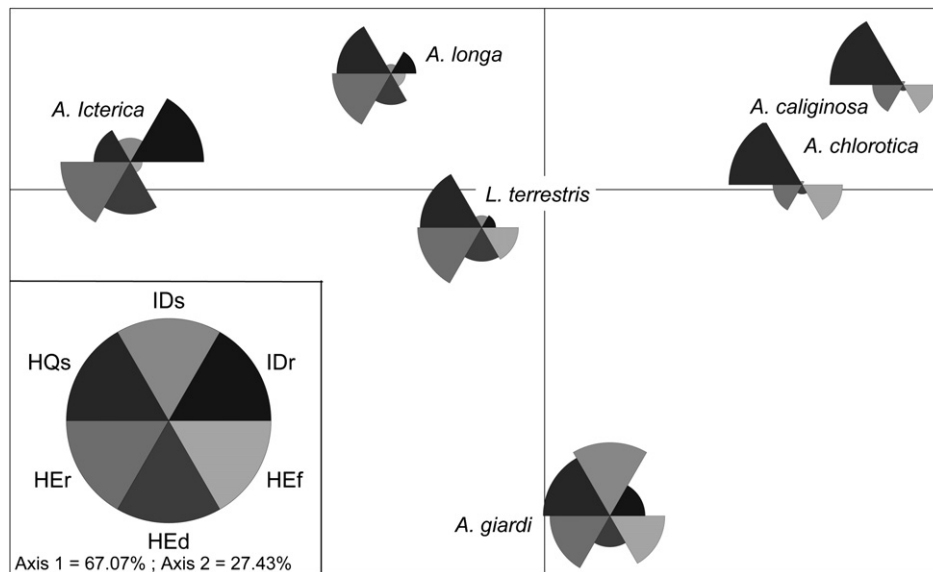 A. longa
A. Icterica
A. caliginosa
A. chlorotica
L. terrestris
IDs
HQs
IDr
HEr
HEf
HEd
A. giardi
Axis 1 = 67.07% ; Axis 2 = 27.43%